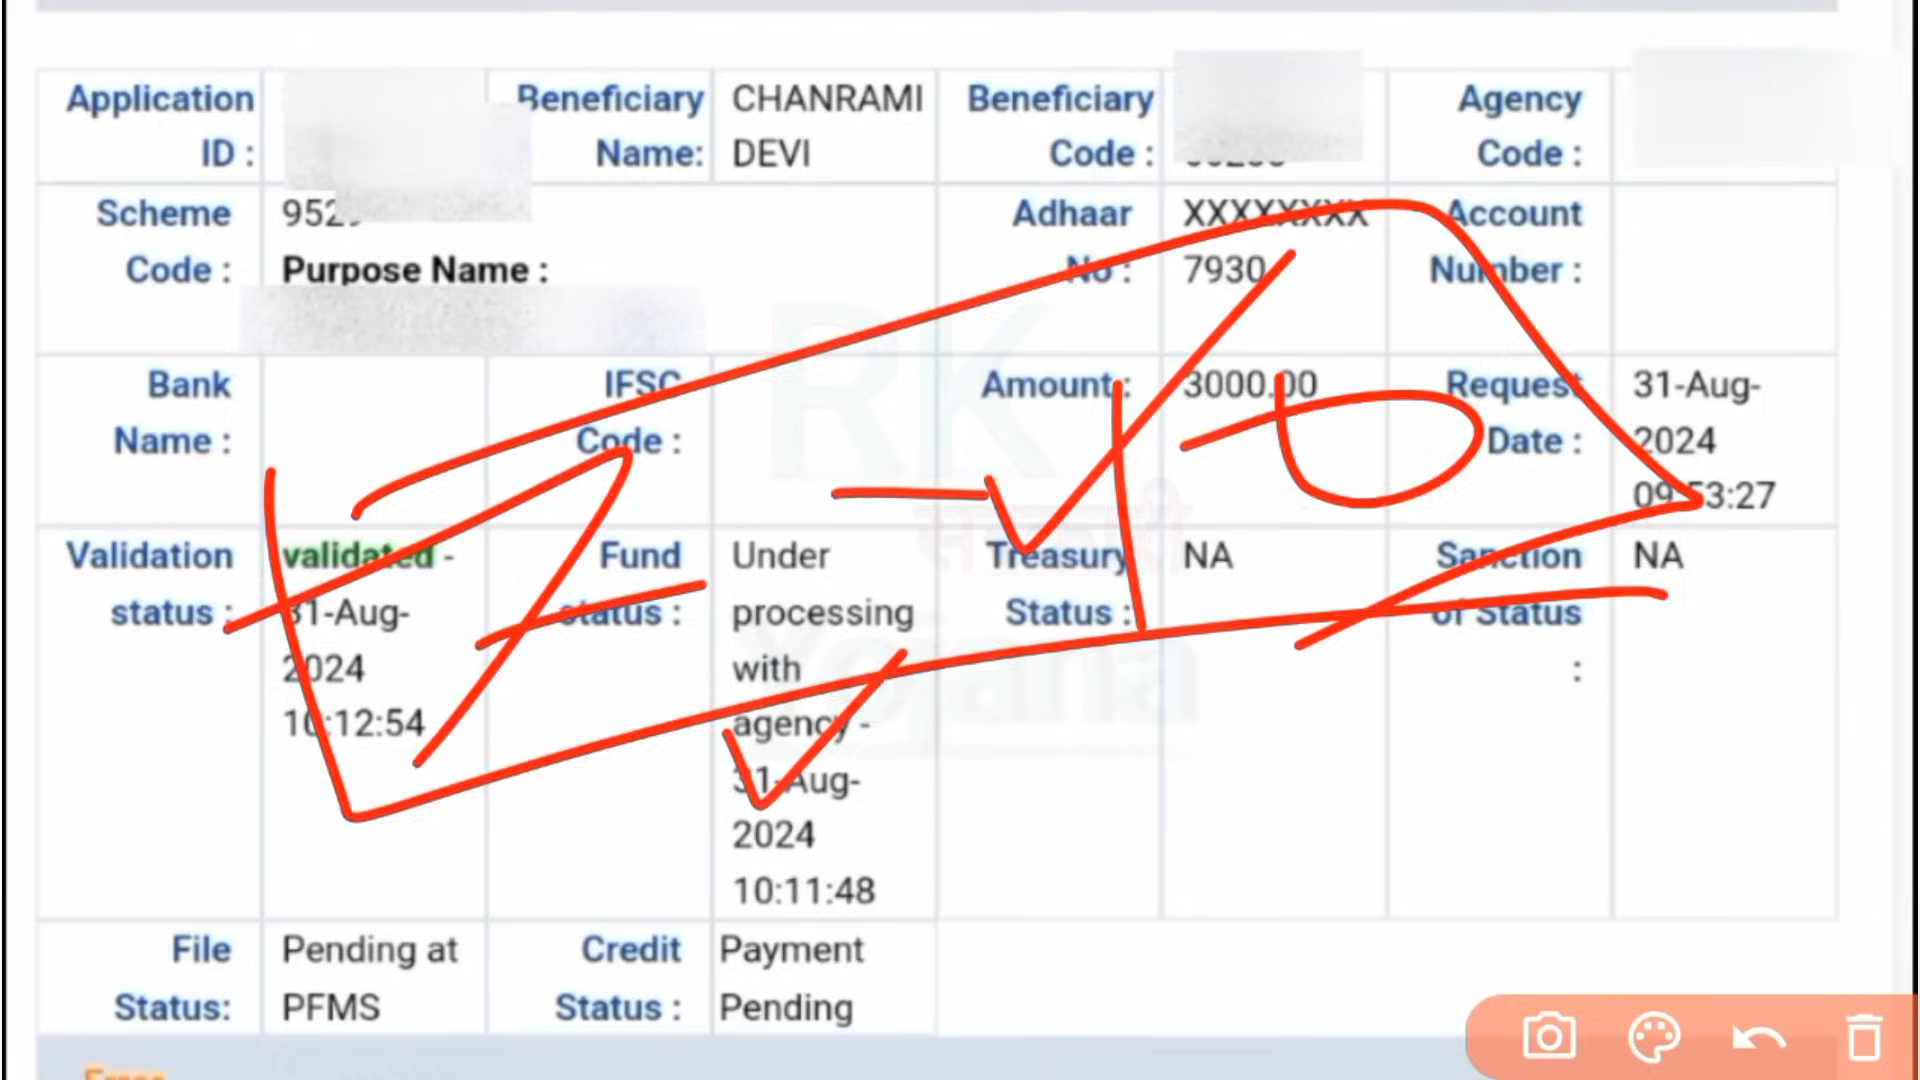 Application ID :
Beneficiary Name:
CHANRAMI DEVI
Beneficiary Code :
Agency Code :
Scheme Code :
Purpose Name :
Adhaar No :
XXXXXXXX 7930
Account Number :
Bank Name :
IFSC Code :
Amount :
3000.00
Request Date :
31-Aug-2024 09:53:27
Validation status :
validated - 31-Aug-2024 10:12:54
Fund status :
Under processing with agency - 31-Aug-2024 10:11:48
Treasury Status :
NA
Sanction of Status :
NA
File Status:
Pending at PFMS
Credit Status :
Payment Pending
RK
सरकारी
Yojana